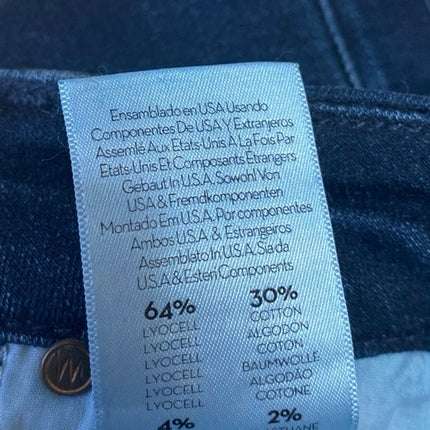 Ensamblado en USA Usando
Componentes De USA Y Extranjeros
Assemlé Aux Etats-Unis À La Fois Par
Etats-Unis Et Composants Etrangers
Gebaut In U.S.A. Sowohl Von
USA & Fremdkomponenten
Montado Em U.S.A. Por componentes
Ambos U.S.A & Estrangeiros
Assemblato In U.S.A. Sia da
U.S.A & Esteri Components
64% 30%
LYOCELL COTTON
LYOCELL ALGODON
LYOCELL COTON
LYOCELL BAUMWOLLE
LYOCELL ALGODÃO
LYOCELL COTONE
4% 2%